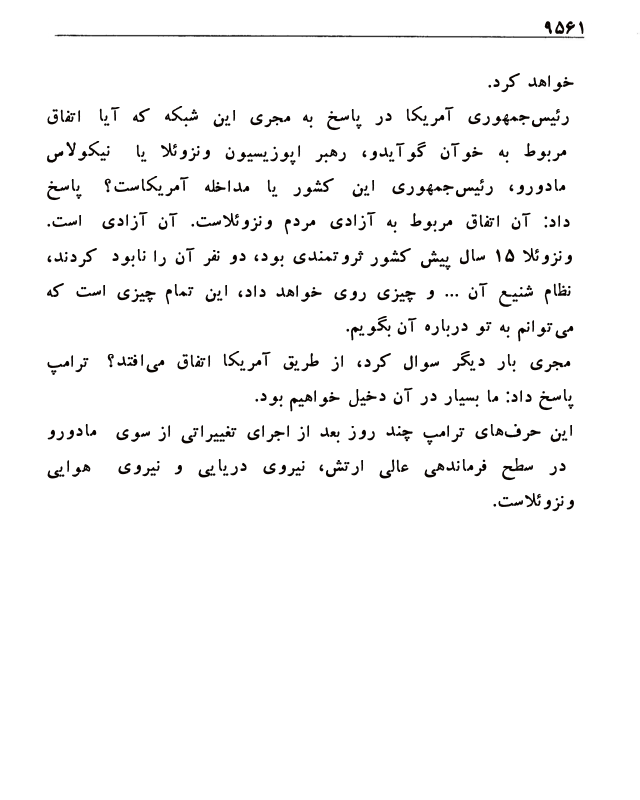 ۹۵۶۱
خواهد کرد.
رئیس‌جمهوری آمریکا در پاسخ به مجری این شبکه که آیا اتفاق
مربوط به خوآن گوآیدو، رهبر اپوزیسیون ونزوئلا یا نیکولاس
مادورو، رئیس‌جمهوری این کشور یا مداخله آمریکاست؟ پاسخ
داد: آن اتفاق مربوط به آزادی مردم ونزوئلاست. آن آزادی است.
ونزوئلا ۱۵ سال پیش کشور ثروتمندی بود، دو نفر آن را نابود کردند،
نظام شنیع آن ... و چیزی روی خواهد داد، این تمام چیزی است که
می‌توانم به تو درباره آن بگویم.
مجری بار دیگر سوال کرد، از طریق آمریکا اتفاق می‌افتد؟ ترامپ
پاسخ داد: ما بسیار در آن دخیل خواهیم بود.
این حرف‌های ترامپ چند روز بعد از اجرای تغییراتی از سوی مادورو
در سطح فرماندهی عالی ارتش، نیروی دریایی و نیروی هوایی
ونزوئلاست.